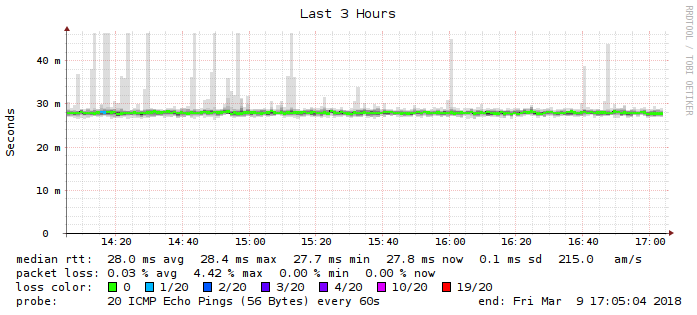 Last 3 Hours
RRDTOOL / TOBI OETIKER
Seconds
40 m
30 m
20 m
10 m
0
14:20 14:40 15:00 15:20 15:40 16:00 16:20 16:40 17:00
median rtt: 28.0 ms avg 28.4 ms max 27.7 ms min 27.8 ms now 0.1 ms sd 215.0 am/s
packet loss: 0.03 % avg 4.42 % max 0.00 % min 0.00 % now
loss color: 0 1/20 2/20 3/20 4/20 10/20 19/20
probe: 20 ICMP Echo Pings (56 Bytes) every 60s end: Fri Mar 9 17:05:04 2018